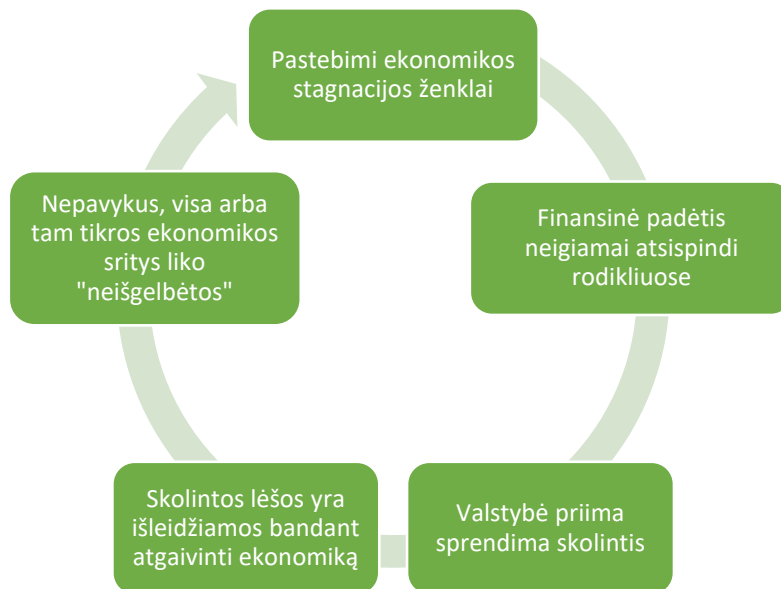 Pastebimi ekonomikos
stagnacijos ženklai
Finansinė padėtis
neigiamai atsispindi
rodikliuose
Valstybė priima
sprendima skolintis
Skolintos lėšos yra
išleidžiamos bandant
atgaivinti ekonomiką
Nepavykus, visa arba
tam tikros ekonomikos
sritys liko
"neišgelbėtos"